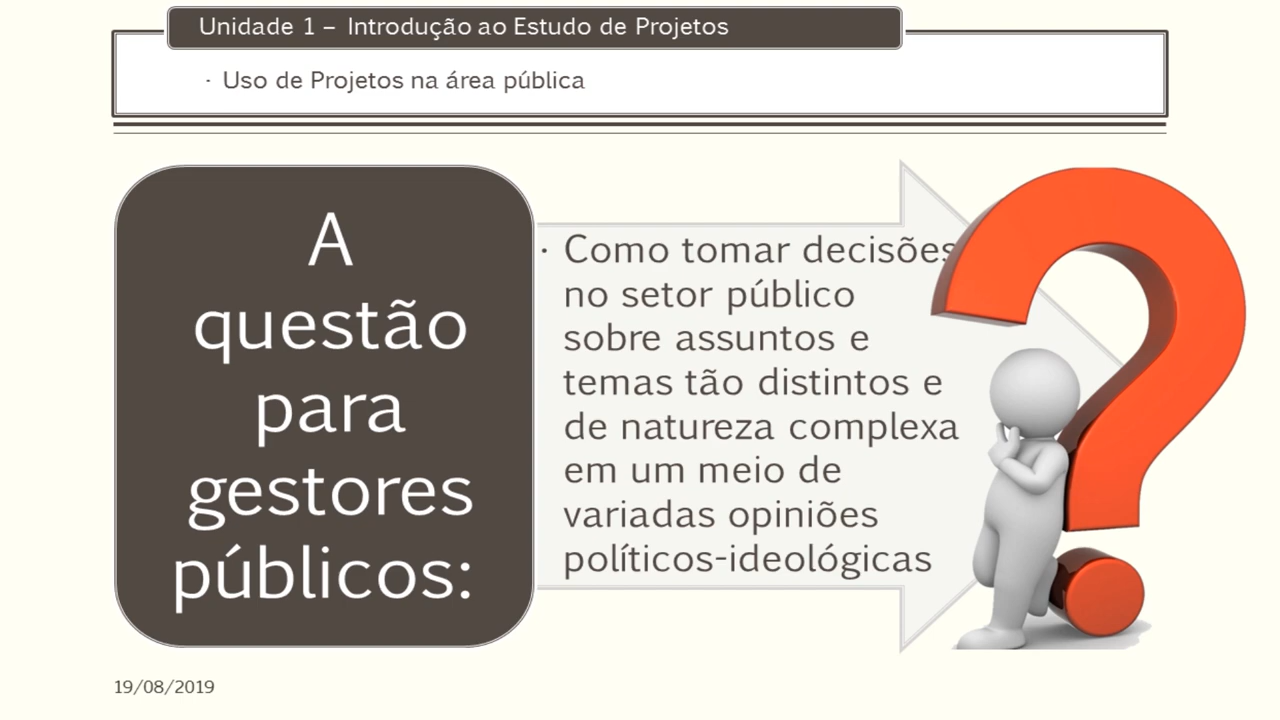 Unidade 1 – Introdução ao Estudo de Projetos
· Uso de Projetos na área pública
A
questão
para
gestores
públicos:
· Como tomar decisões
no setor público
sobre assuntos e
temas tão distintos e
de natureza complexa
em um meio de
variadas opiniões
políticos-ideológicas
19/08/2019